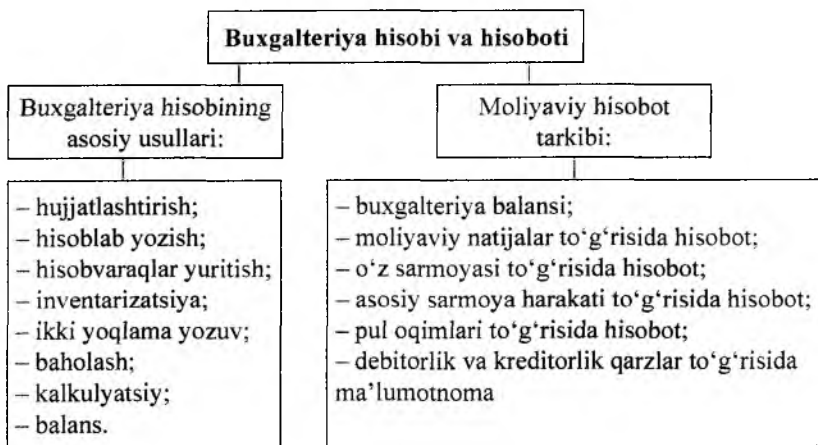 Buxgalteriya hisobi va hisoboti
Buxgalteriya hisobining
asosiy usullari:
Moliyaviy hisobot
tarkibi:
– hujjatlashtirish;
– hisoblab yozish;
– hisobvaraqlar yuritish;
– inventarizatsiya;
– ikki yoqlama yozuv;
– baholash;
– kalkulyatsiy;
– balans.
– buxgalteriya balansi;
– moliyaviy natijalar to‘g‘risida hisobot;
– o‘z sarmoyasi to‘g‘risida hisobot;
– asosiy sarmoya harakati to‘g‘risida hisobot;
– pul oqimlari to‘g‘risida hisobot;
– debitorlik va kreditorlik qarzlar to‘g‘risida
ma’lumotnoma